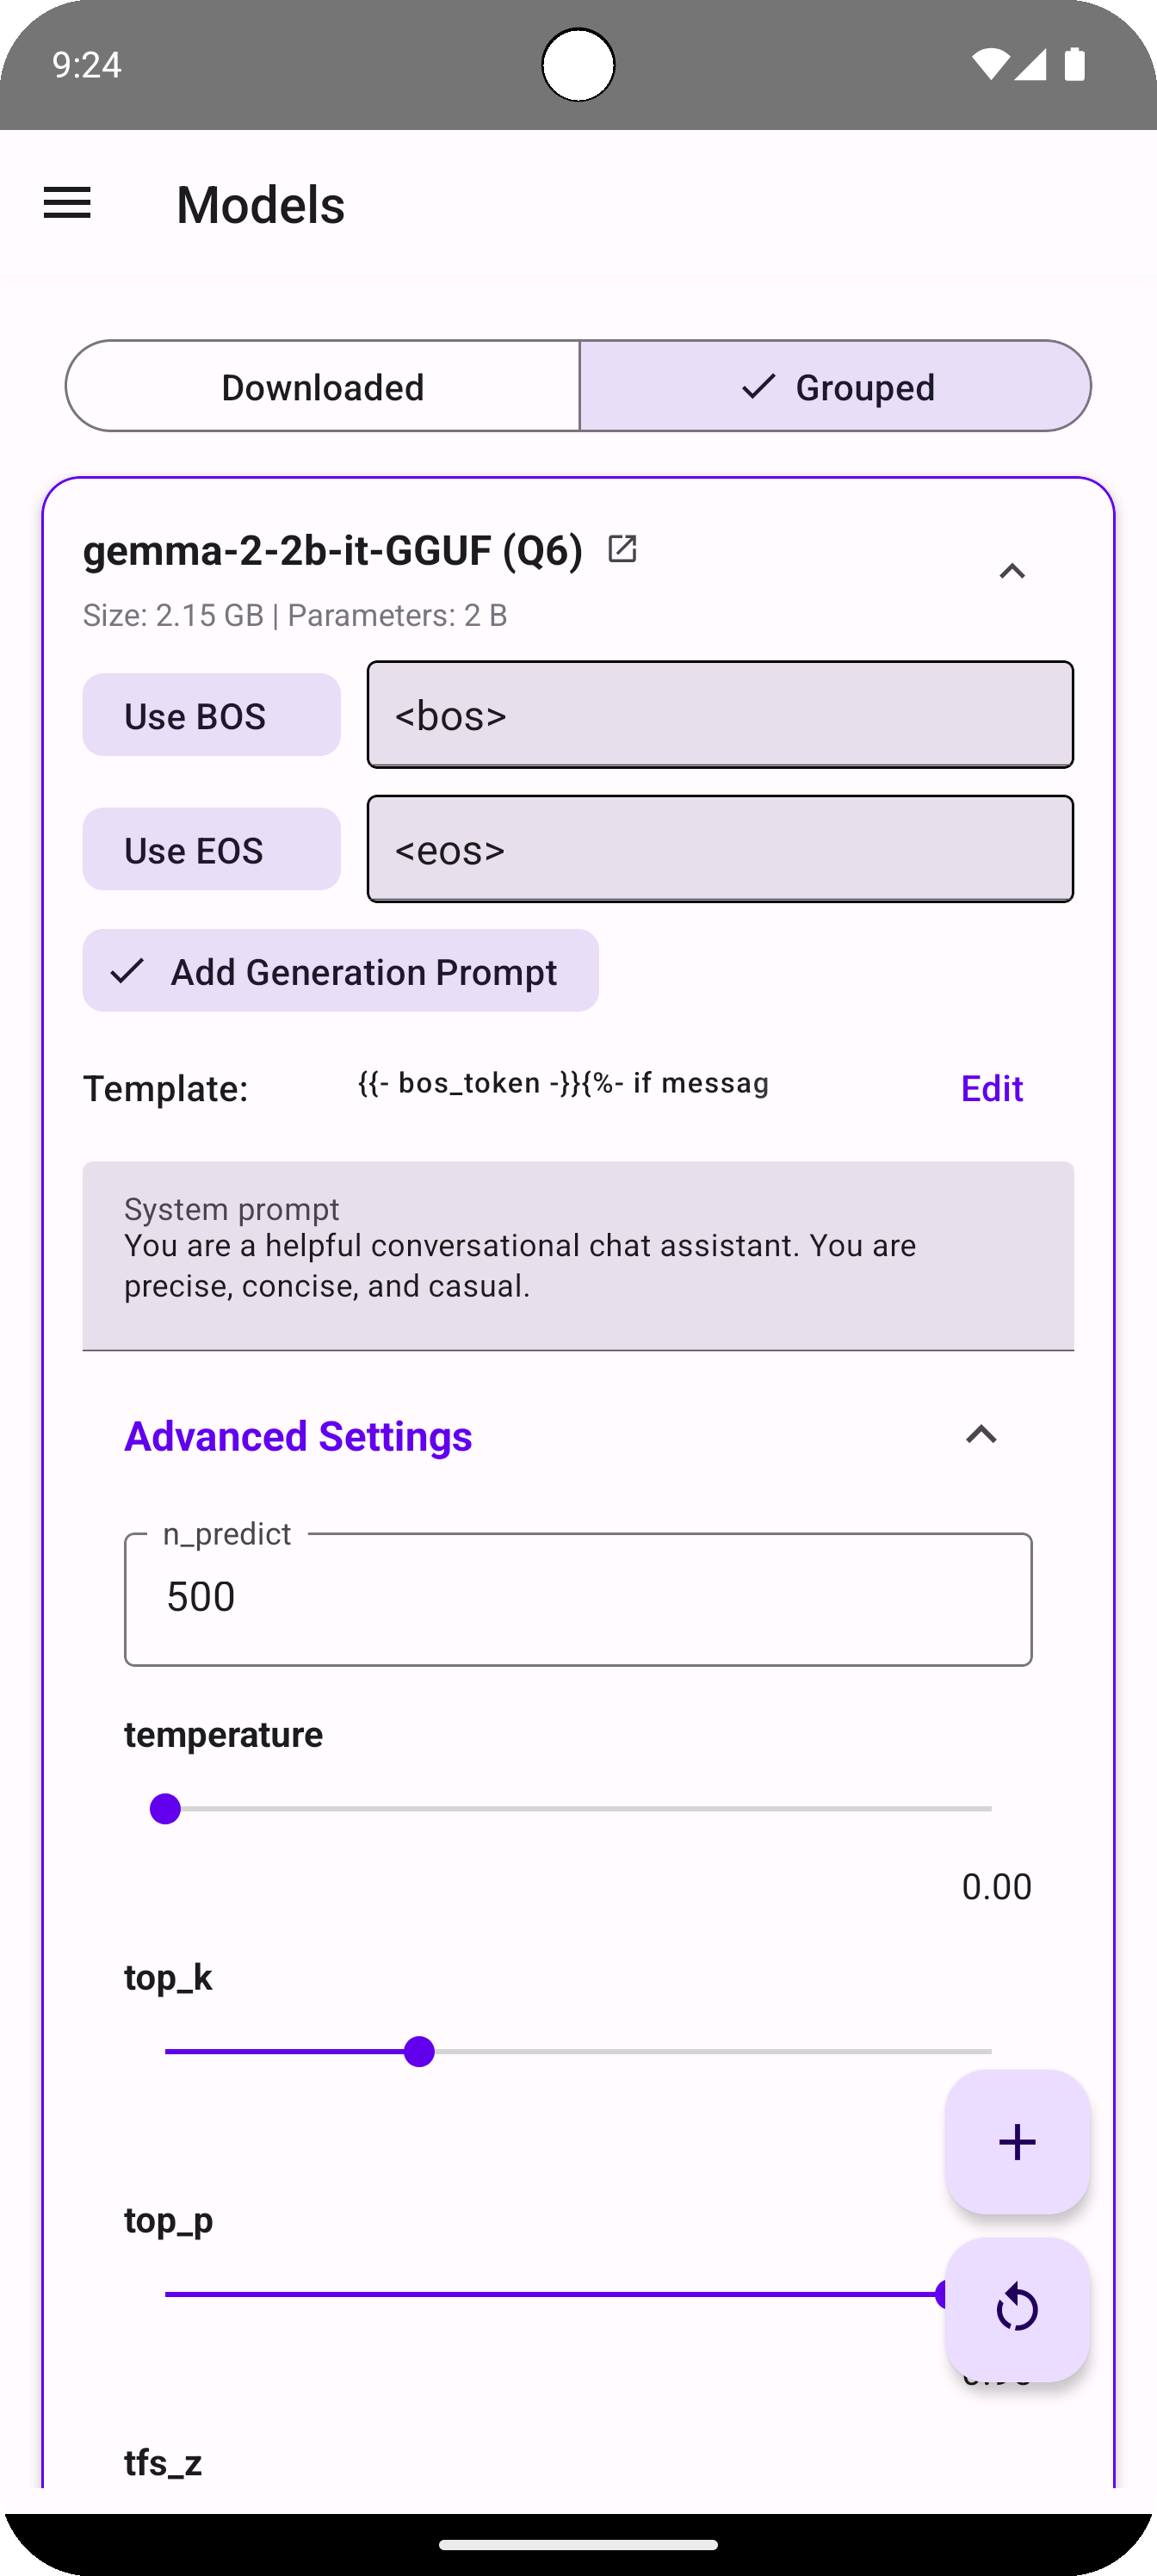 9:24
Models
Downloaded
Grouped
gemma-2-2b-it-GGUF (Q6)
Size: 2.15 GB | Parameters: 2 B
Use BOS
<bos>
Use EOS
<eos>
Add Generation Prompt
Template:
{{- bos_token -}}{%- if messag
Edit
System prompt
You are a helpful conversational chat assistant. You are
precise, concise, and casual.
Advanced Settings
n_predict
500
temperature
0.00
top_k
top_p
tfs_z